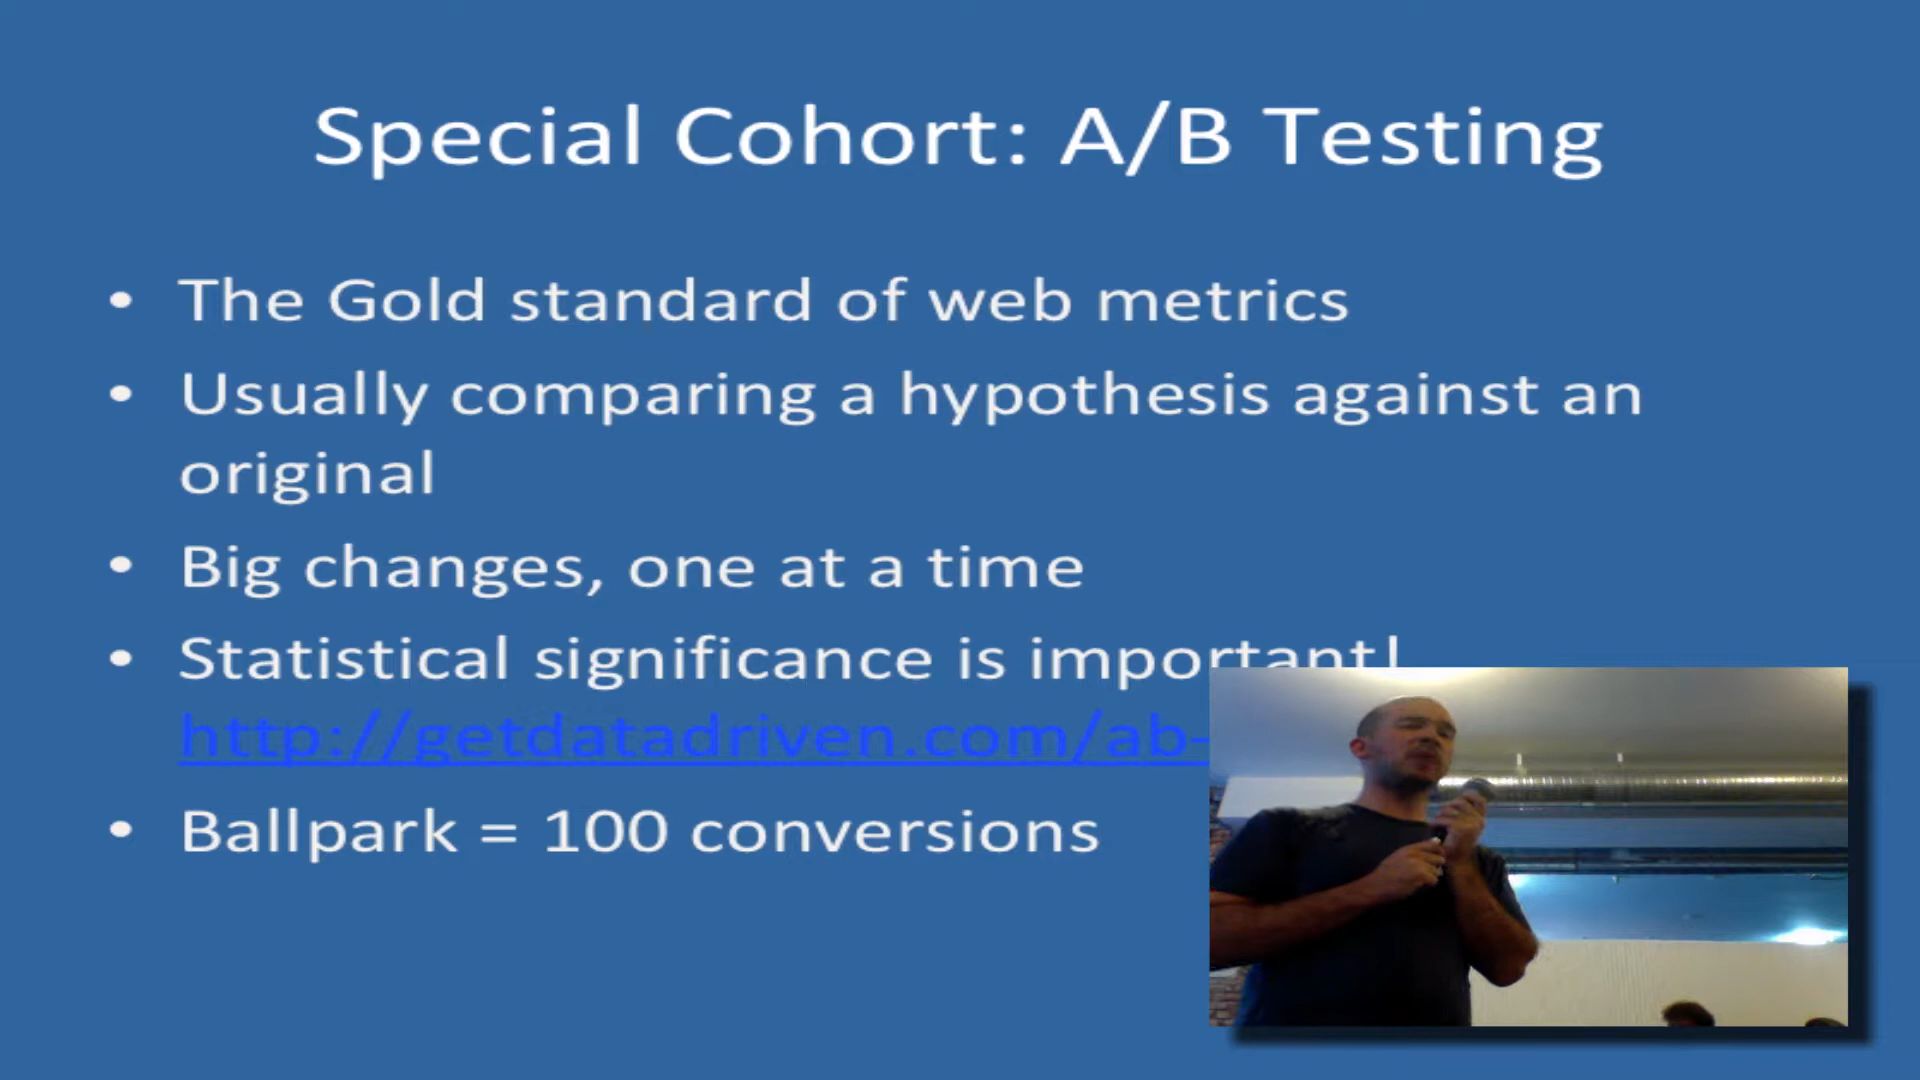 Special Cohort: A/B Testing
• The Gold standard of web metrics
• Usually comparing a hypothesis against an
original
• Big changes, one at a time
• Statistical significance is important!
http://getdatadriven.com/ab-
• Ballpark = 100 conversions